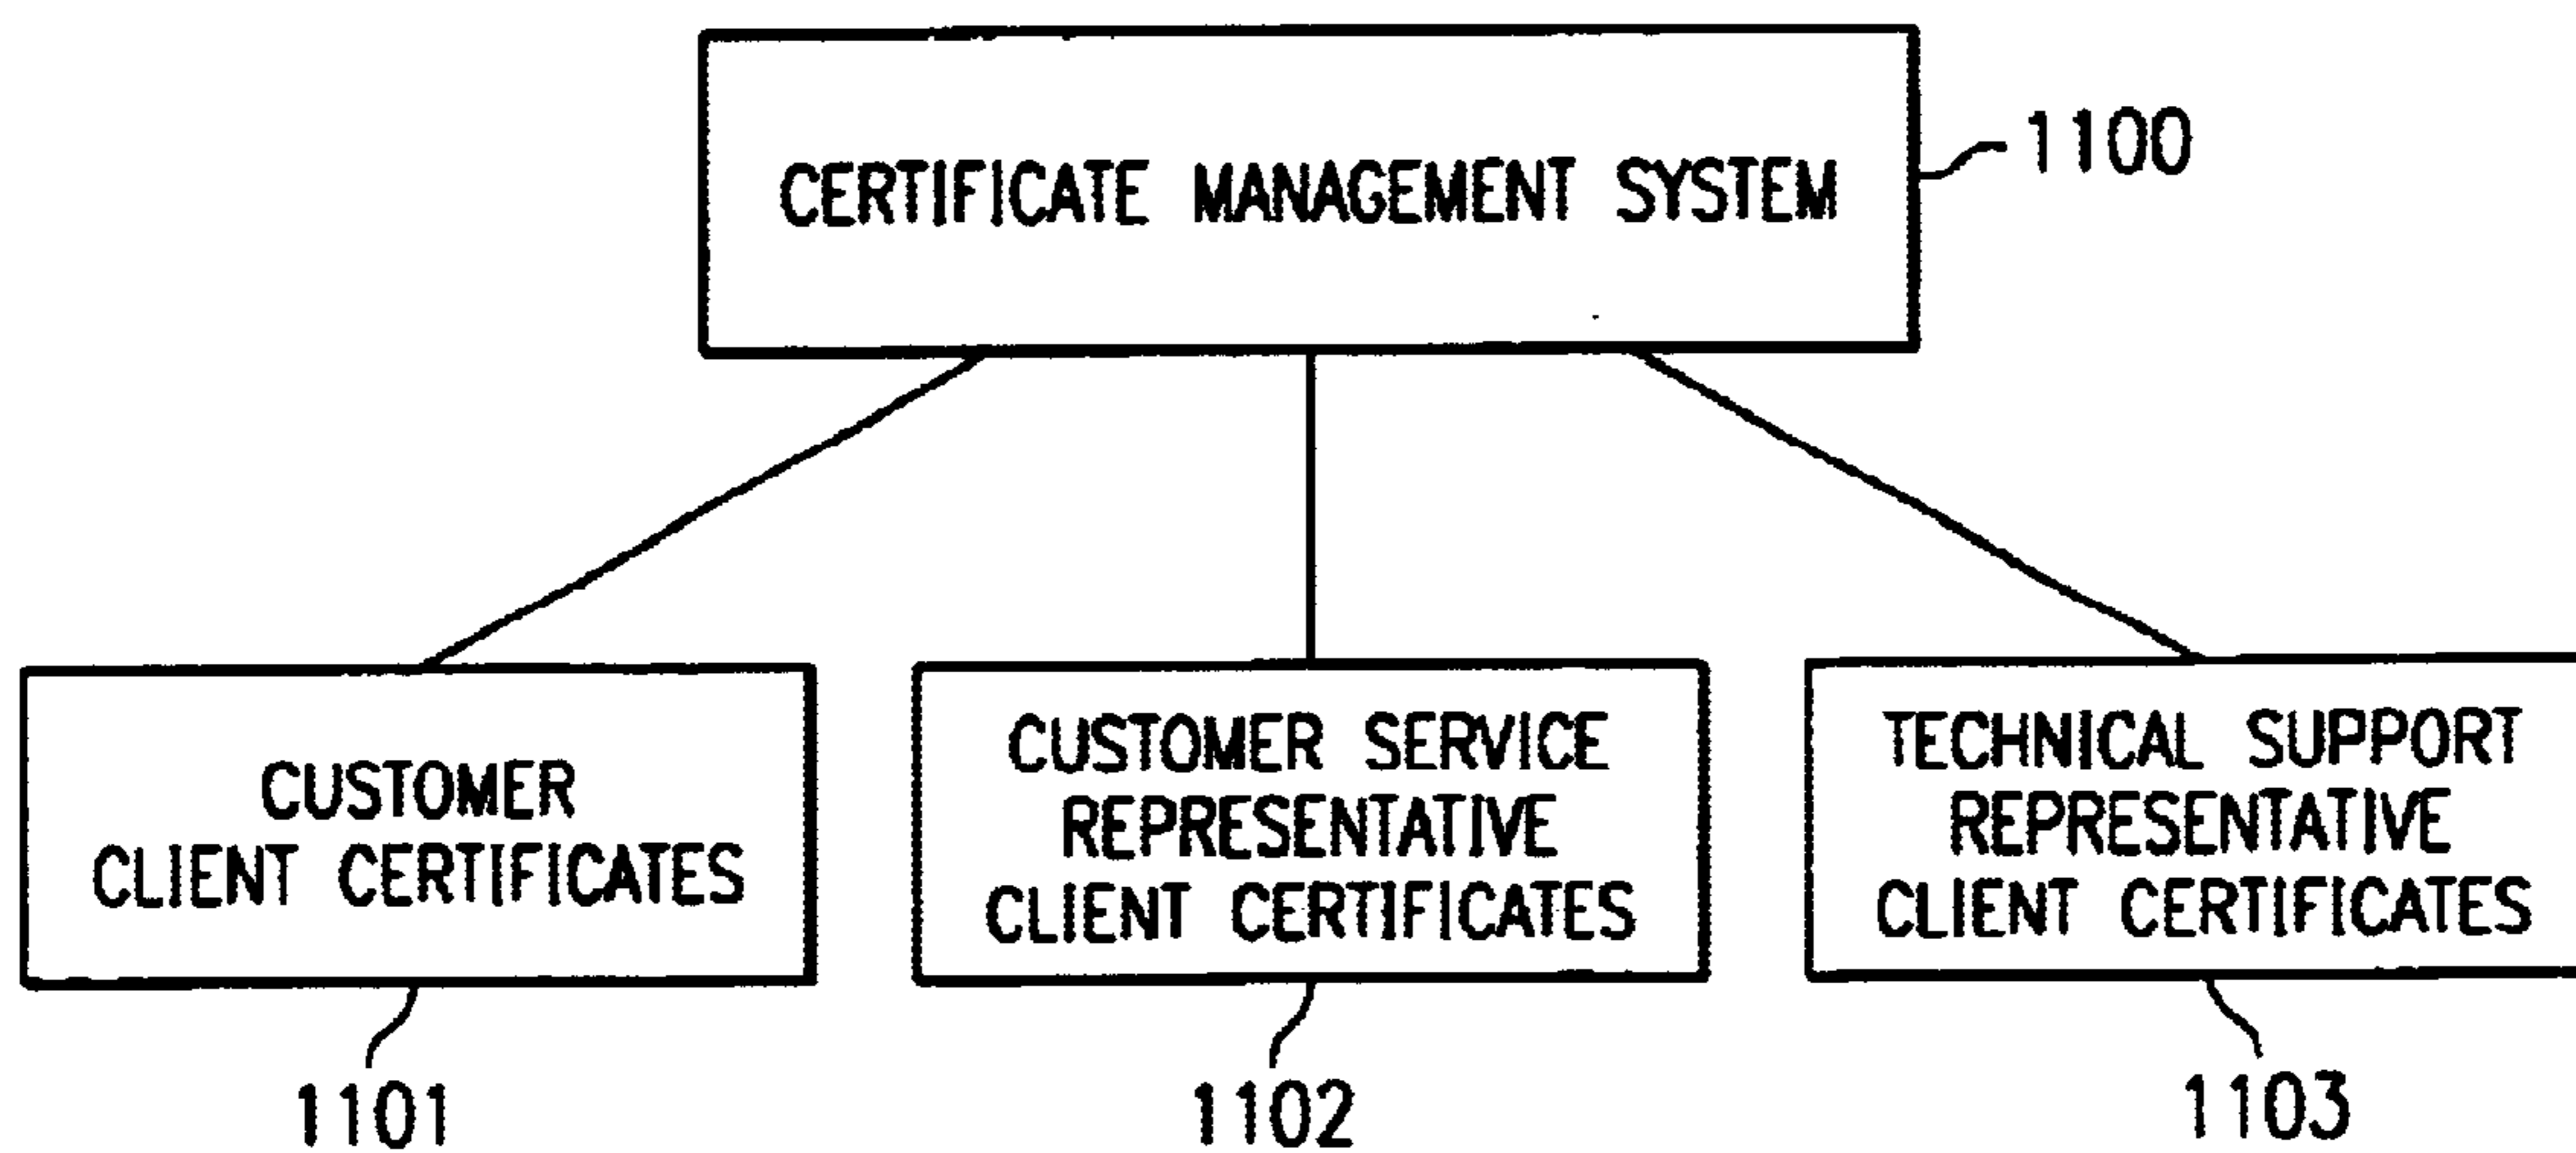 CERTIFICATE MANAGEMENT SYSTEM
1100
CUSTOMER
CLIENT CERTIFICATES
1101
CUSTOMER SERVICE
REPRESENTATIVE
CLIENT CERTIFICATES
1102
TECHNICAL SUPPORT
REPRESENTATIVE
CLIENT CERTIFICATES
1103